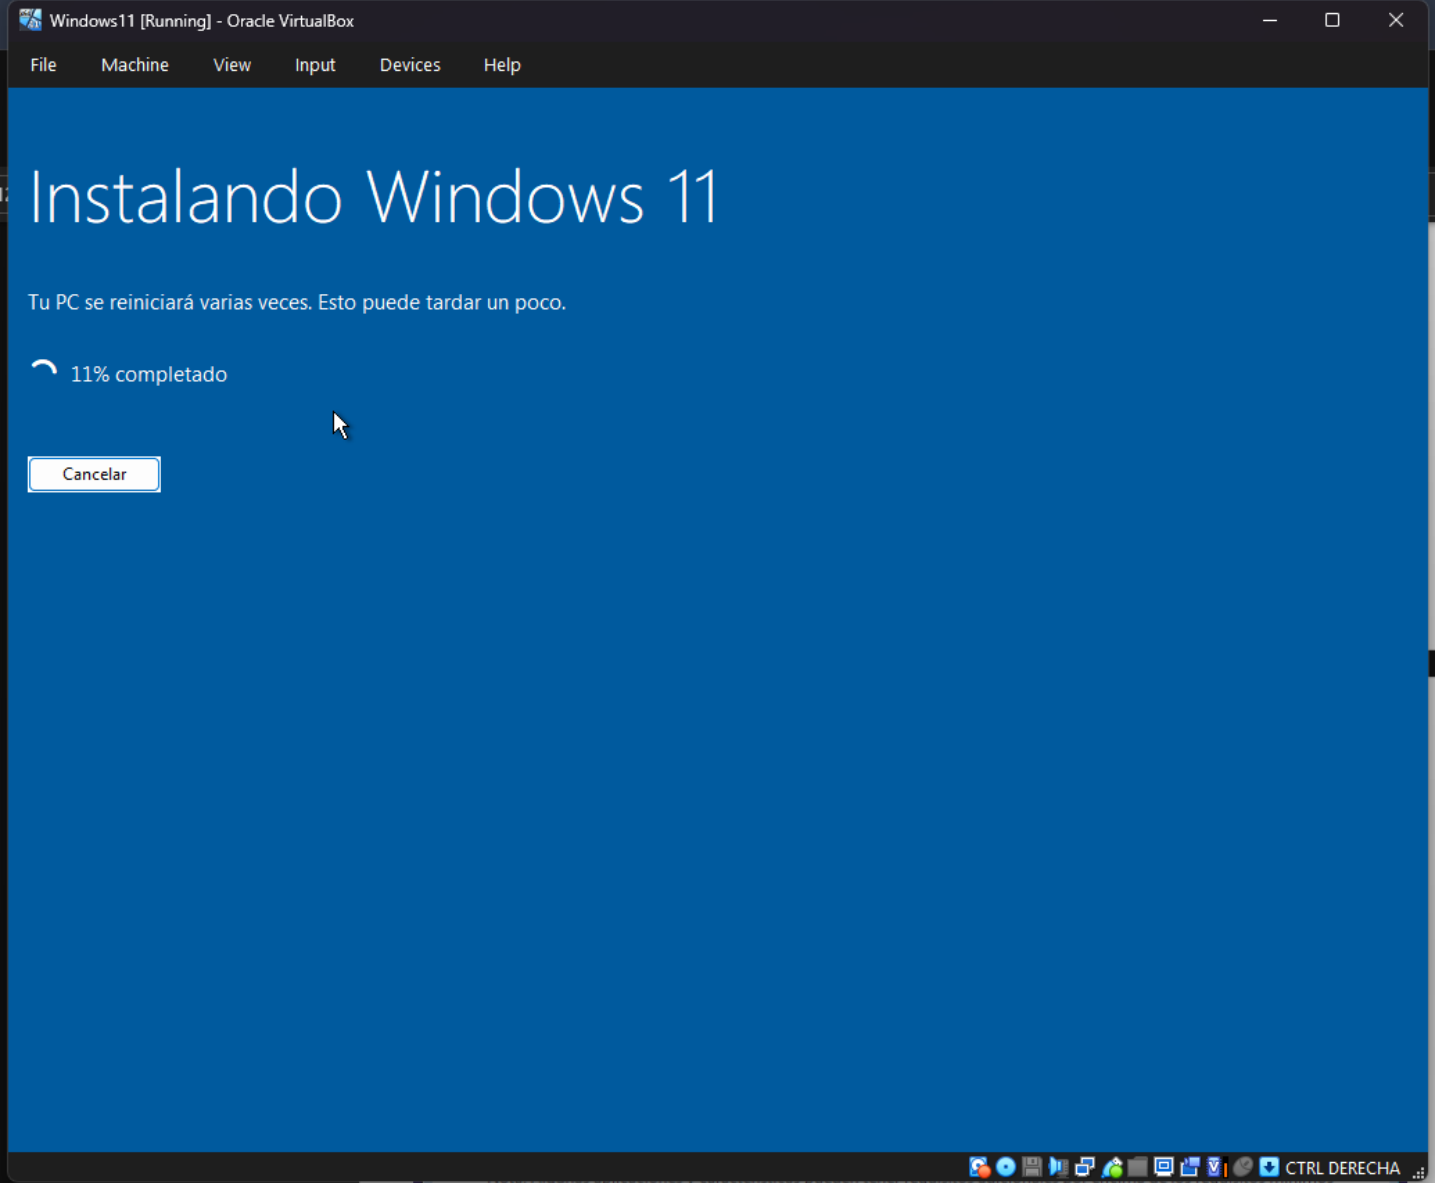 Windows11 [Running] - Oracle VirtualBox
File Machine View Input Devices Help
Instalando Windows 11
Tu PC se reiniciará varias veces. Esto puede tardar un poco.
11% completado
Cancelar
CTRL DERECHA